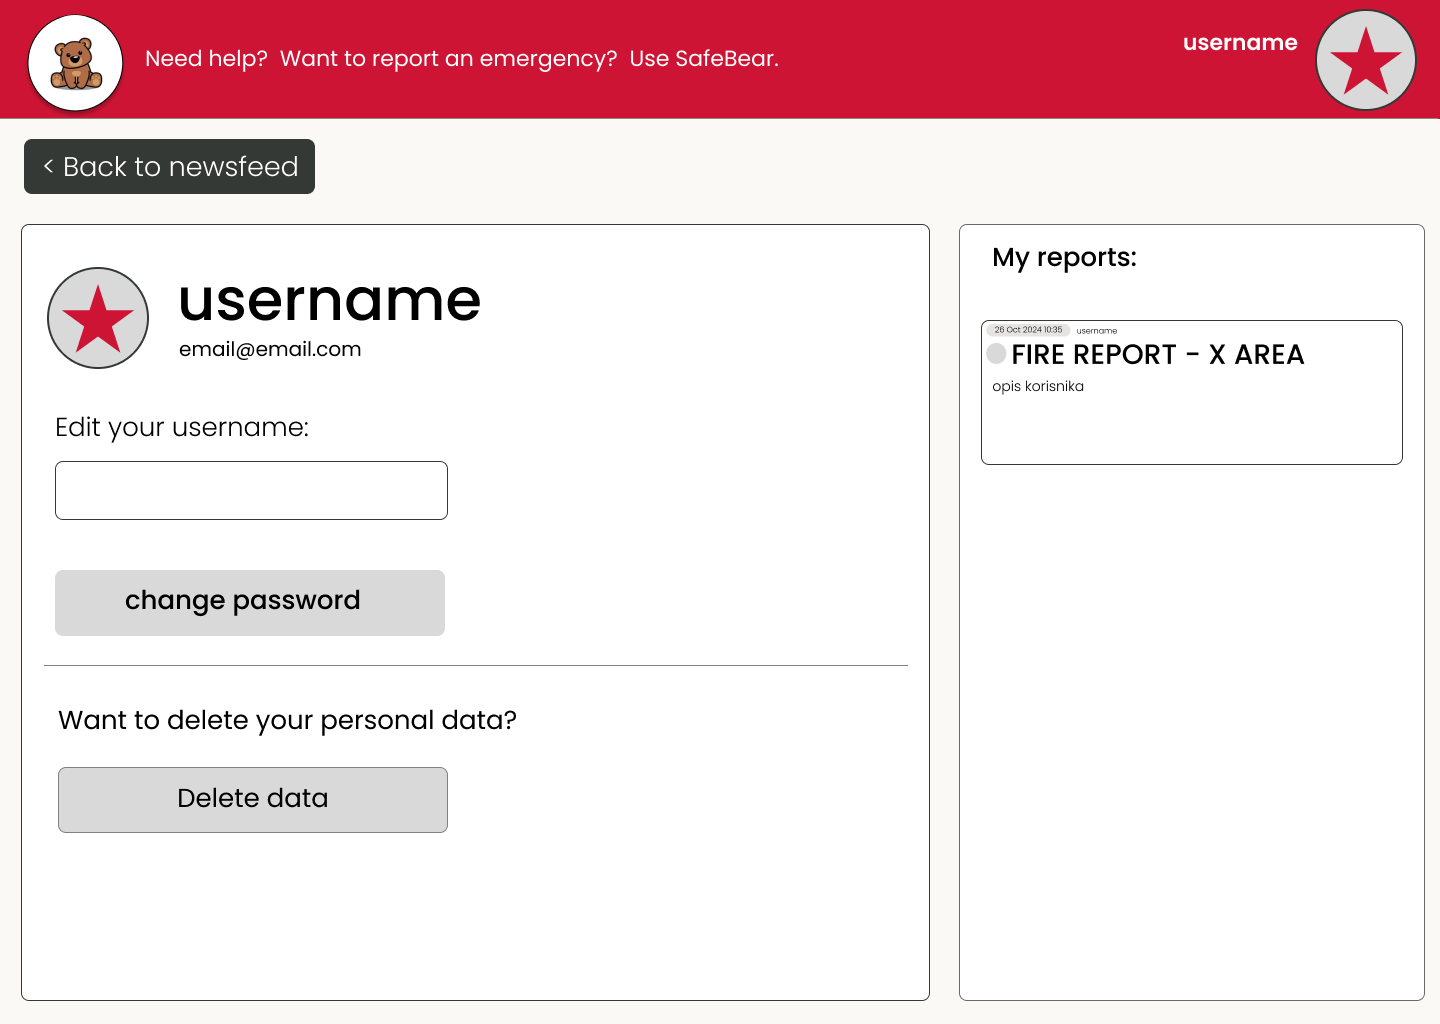 Need help? Want to report an emergency? Use SafeBear.
username
< Back to newsfeed
username
email@email.com
Edit your username:
change password
Want to delete your personal data?
Delete data
My reports:
26 Oct 2024 10:35 username
FIRE REPORT - X AREA
opis korisnika